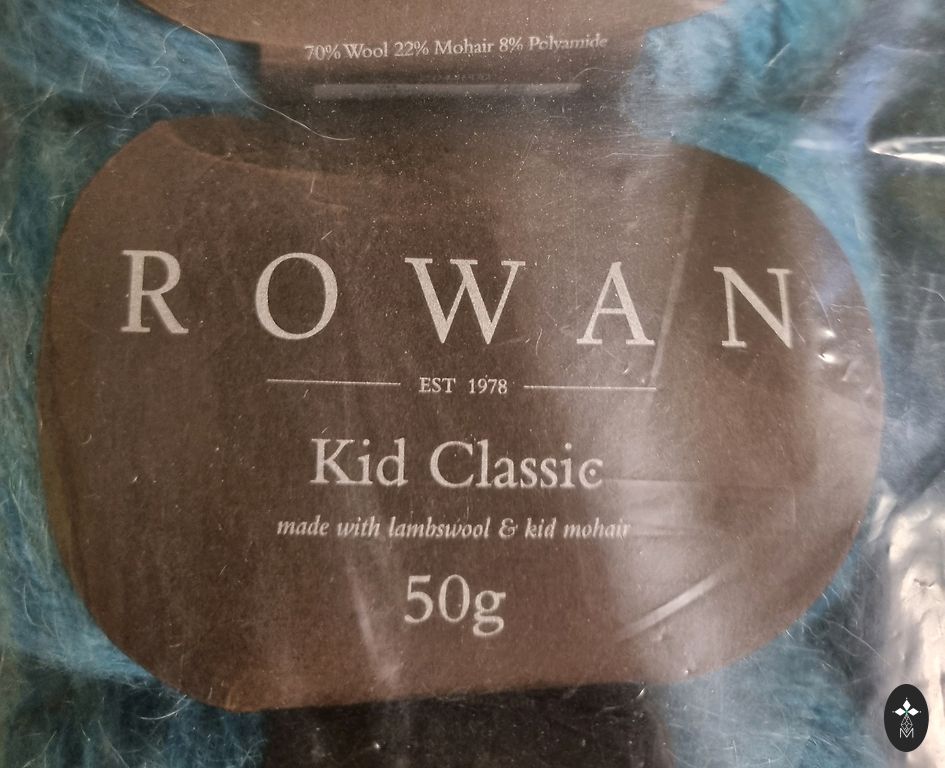 70% Wool 22% Mohair 8% Polyamide
ROWAN
EST 1978
Kid Classic
made with lambswool & kid mohair
50g
M